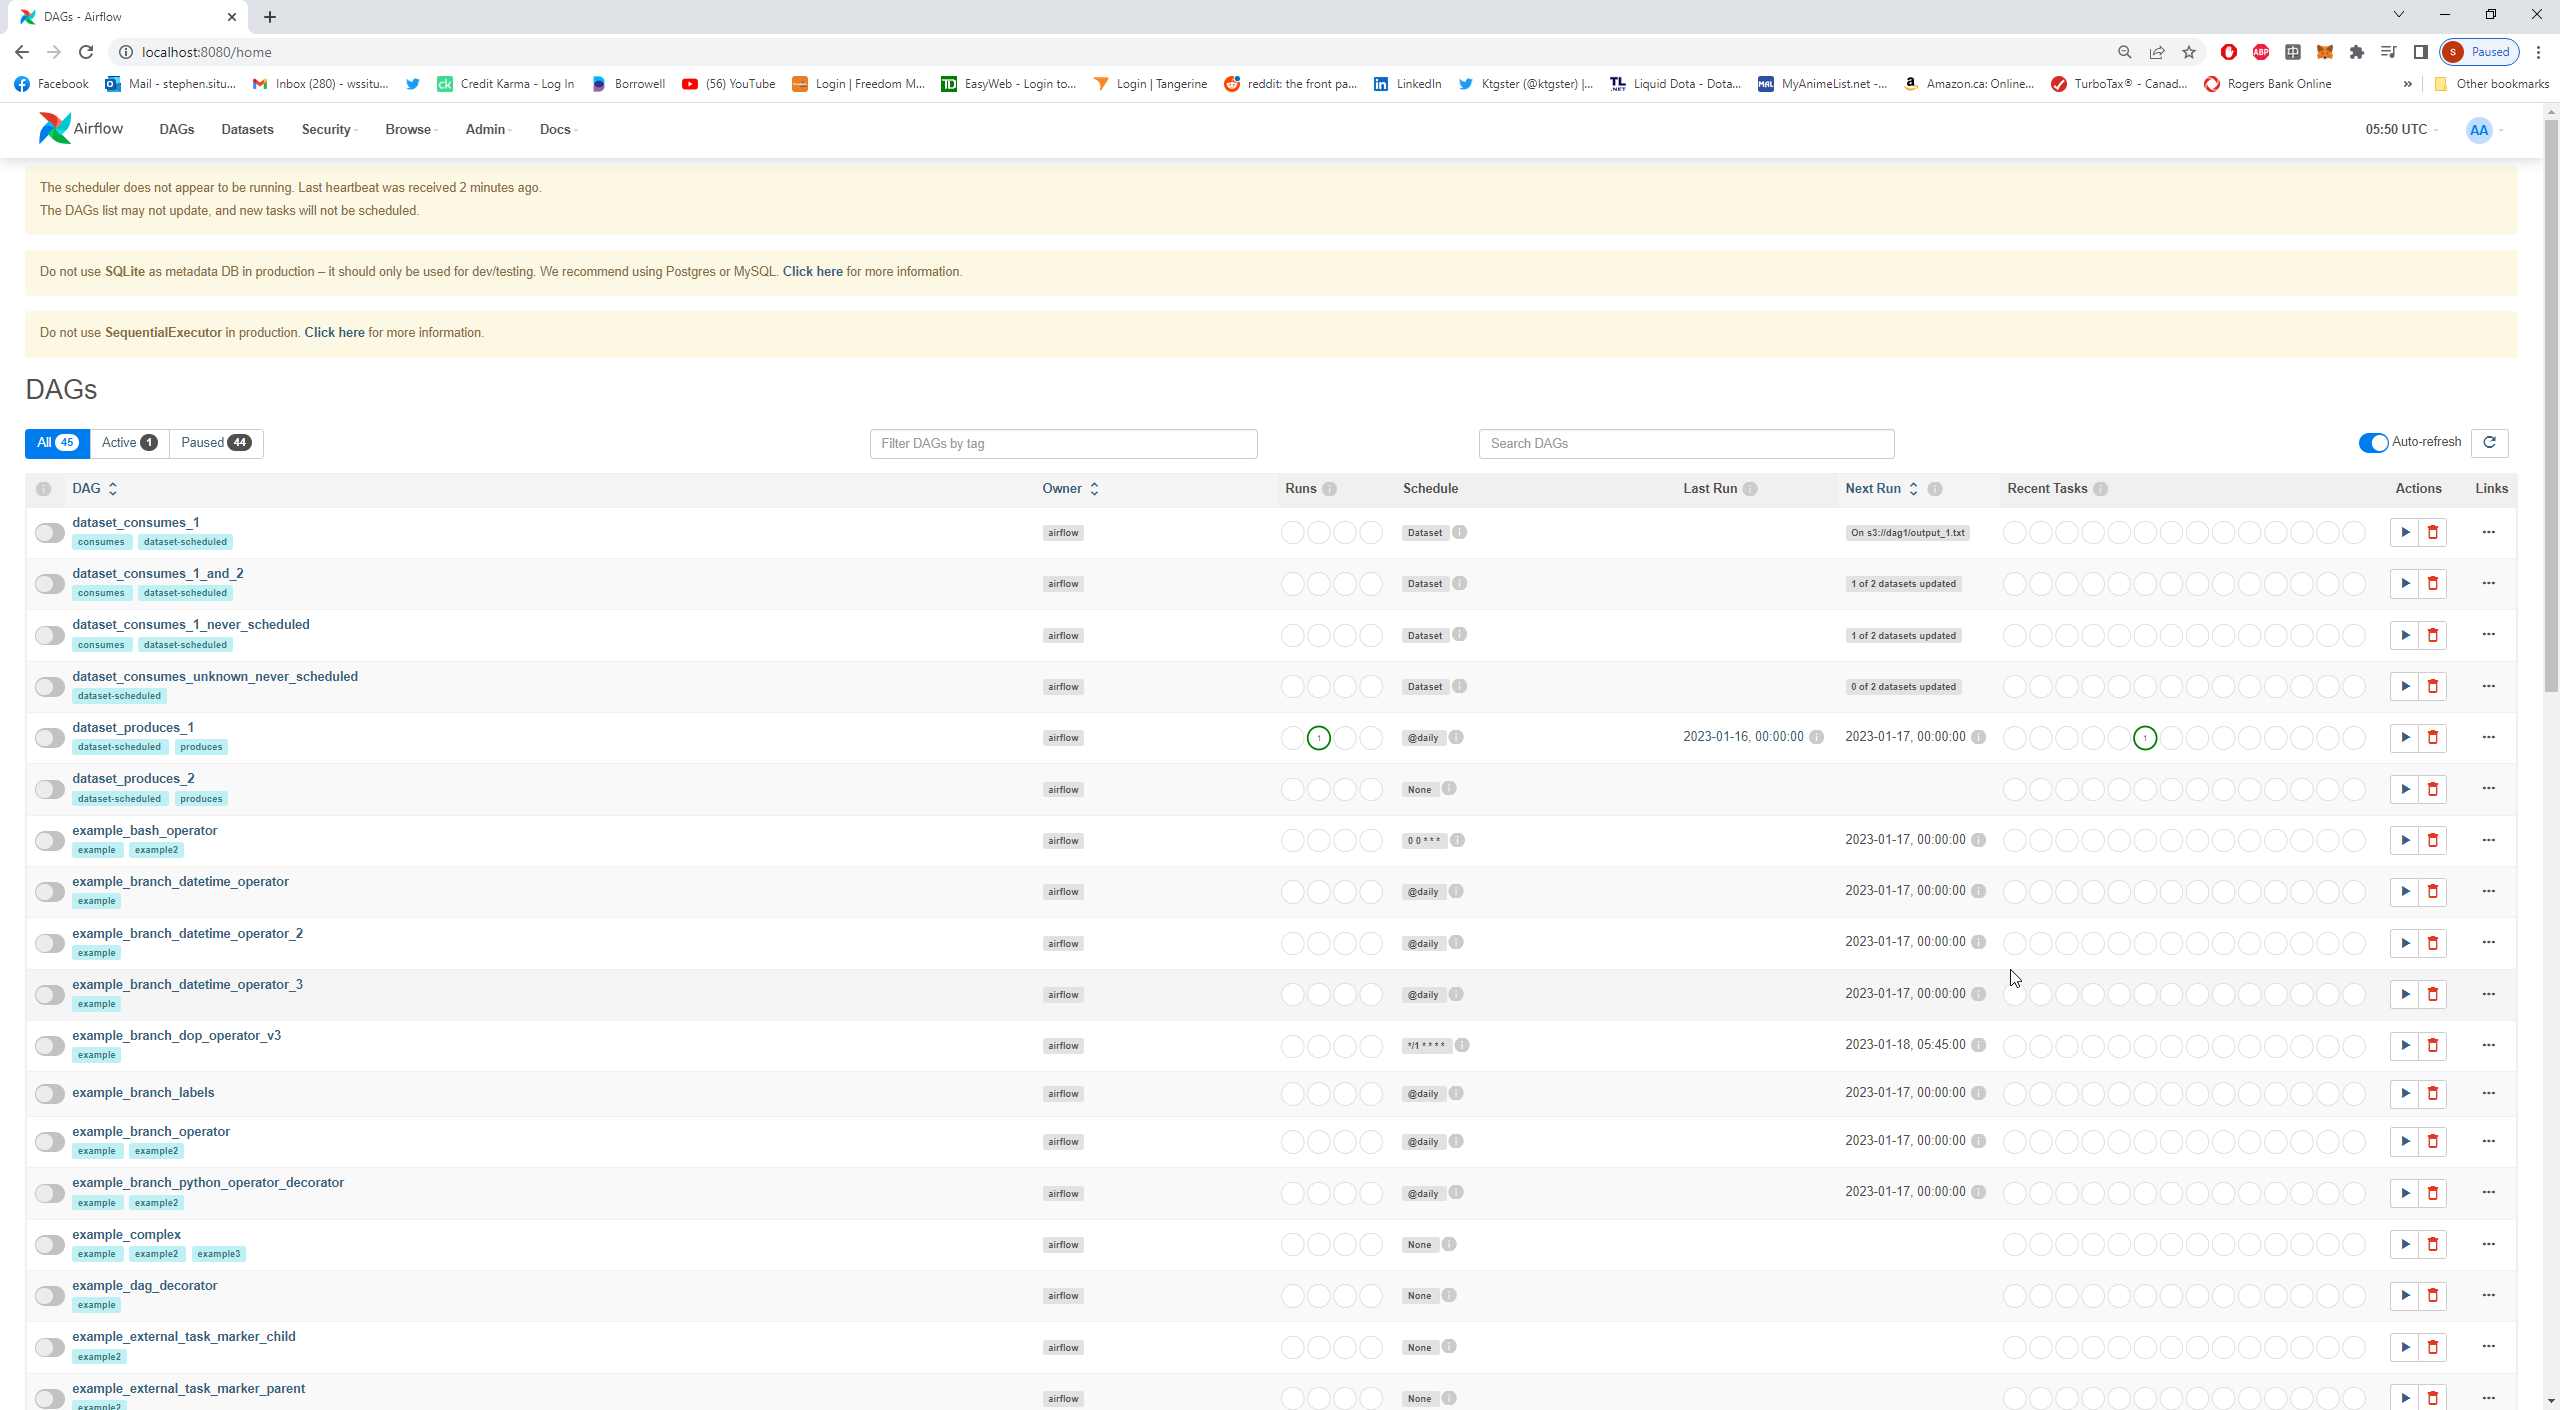 DAGs - Airflow
localhost:8080/home
ABP
S Paused
Facebook Mail - stephen.situ... Inbox (280) - wssitu... Credit Karma - Log In Borrowell (56) YouTube Login | Freedom M... EasyWeb - Login to... Login | Tangerine reddit: the front pa... LinkedIn Ktgster (@ktgster) |... Liquid Dota - Dota... MyAnimeList.net -... Amazon.ca: Online... TurboTax® - Canad... Rogers Bank Online » Other bookmarks
Airflow DAGs Datasets Security Browse Admin Docs 05:50 UTC AA
The scheduler does not appear to be running. Last heartbeat was received 2 minutes ago.
The DAGs list may not update, and new tasks will not be scheduled.
Do not use SQLite as metadata DB in production – it should only be used for dev/testing. We recommend using Postgres or MySQL. Click here for more information.
Do not use SequentialExecutor in production. Click here for more information.
DAGs
All 45 Active 1 Paused 44 Filter DAGs by tag Search DAGs Auto-refresh
DAG Owner Runs Schedule Last Run Next Run Recent Tasks Actions Links
dataset_consumes_1
consumes dataset-scheduled airflow Dataset On s3://dag1/output_1.txt
dataset_consumes_1_and_2
consumes dataset-scheduled airflow Dataset 1 of 2 datasets updated
dataset_consumes_1_never_scheduled
consumes dataset-scheduled airflow Dataset 1 of 2 datasets updated
dataset_consumes_unknown_never_scheduled
dataset-scheduled airflow Dataset 0 of 2 datasets updated
dataset_produces_1
dataset-scheduled produces airflow 1 @daily 2023-01-16, 00:00:00 2023-01-17, 00:00:00 1
dataset_produces_2
dataset-scheduled produces airflow None
example_bash_operator
example example2 airflow 0 0 * * * 2023-01-17, 00:00:00
example_branch_datetime_operator
example airflow @daily 2023-01-17, 00:00:00
example_branch_datetime_operator_2
example airflow @daily 2023-01-17, 00:00:00
example_branch_datetime_operator_3
example airflow @daily 2023-01-17, 00:00:00
example_branch_dop_operator_v3
example airflow */1 * * * * 2023-01-18, 05:45:00
example_branch_labels airflow @daily 2023-01-17, 00:00:00
example_branch_operator
example example2 airflow @daily 2023-01-17, 00:00:00
example_branch_python_operator_decorator
example example2 airflow @daily 2023-01-17, 00:00:00
example_complex
example example2 example3 airflow None
example_dag_decorator
example airflow None
example_external_task_marker_child
example2 airflow None
example_external_task_marker_parent
example2 airflow None